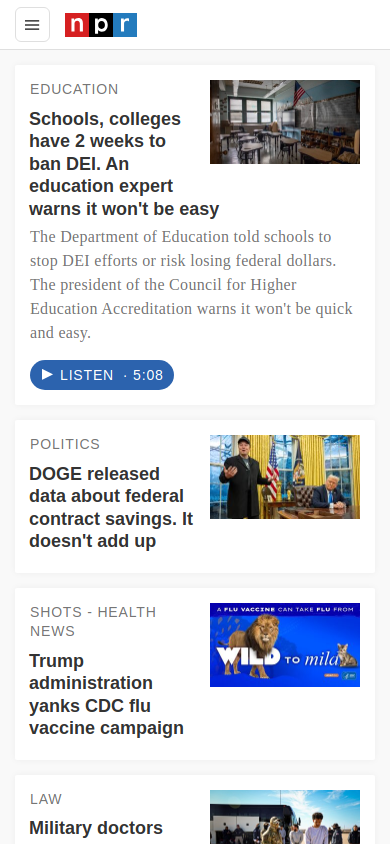 npr
EDUCATION
Schools, colleges
have 2 weeks to
ban DEI. An
education expert
warns it won't be easy
The Department of Education told schools to
stop DEI efforts or risk losing federal dollars.
The president of the Council for Higher
Education Accreditation warns it won't be quick
and easy.
LISTEN · 5:08
POLITICS
DOGE released
data about federal
contract savings. It
doesn't add up
SHOTS - HEALTH
NEWS
Trump
administration
yanks CDC flu
vaccine campaign
A FLU VACCINE CAN TAKE FLU FROM
WILD TO mild
LAW
Military doctors